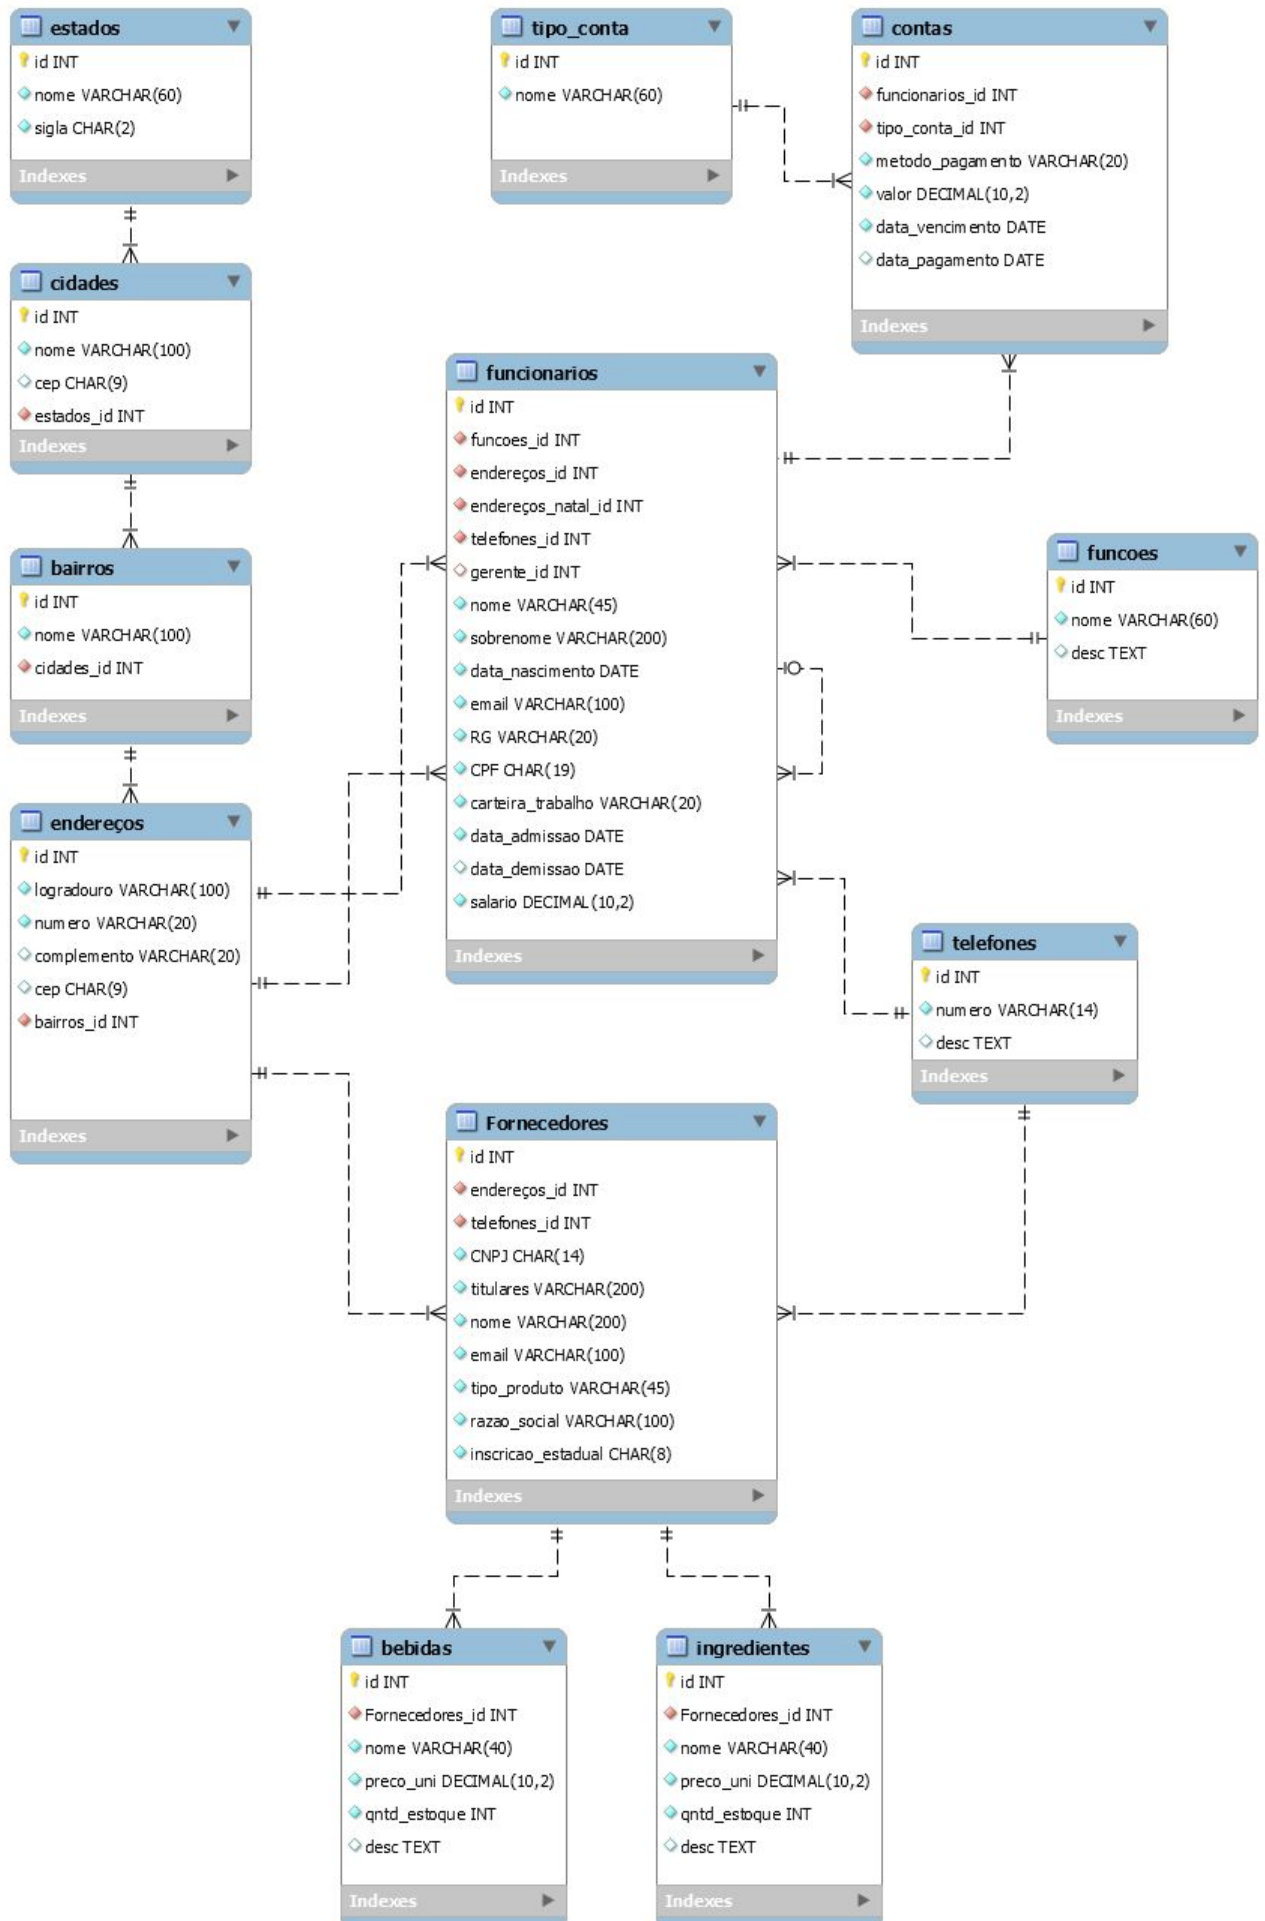 estados
id INT
nome VARCHAR(60)
sigla CHAR(2)
Indexes
tipo_conta
id INT
nome VARCHAR(60)
Indexes
contas
id INT
funcionarios_id INT
tipo_conta_id INT
metodo_pagamento VARCHAR(20)
valor DECIMAL(10,2)
data_vencimento DATE
data_pagamento DATE
Indexes
cidades
id INT
nome VARCHAR(100)
cep CHAR(9)
estados_id INT
Indexes
funcionarios
id INT
funcoes_id INT
endereços_id INT
endereços_natal_id INT
telefones_id INT
gerente_id INT
nome VARCHAR(45)
sobrenome VARCHAR(200)
data_nascimento DATE
email VARCHAR(100)
RG VARCHAR(20)
CPF CHAR(19)
carteira_trabalho VARCHAR(20)
data_admissao DATE
data_demissao DATE
salario DECIMAL(10,2)
Indexes
funcoes
id INT
nome VARCHAR(60)
desc TEXT
Indexes
bairros
id INT
nome VARCHAR(100)
cidades_id INT
Indexes
endereços
id INT
logradouro VARCHAR(100)
numero VARCHAR(20)
complemento VARCHAR(20)
cep CHAR(9)
bairros_id INT
Indexes
telefones
id INT
numero VARCHAR(14)
desc TEXT
Indexes
Fornecedores
id INT
endereços_id INT
telefones_id INT
CNPJ CHAR(14)
titulares VARCHAR(200)
nome VARCHAR(200)
email VARCHAR(100)
tipo_produto VARCHAR(45)
razao_social VARCHAR(100)
inscricao_estadual CHAR(8)
Indexes
bebidas
id INT
Fornecedores_id INT
nome VARCHAR(40)
preco_uni DECIMAL(10,2)
qntd_estoque INT
desc TEXT
Indexes
ingredientes
id INT
Fornecedores_id INT
nome VARCHAR(40)
preco_uni DECIMAL(10,2)
qntd_estoque INT
desc TEXT
Indexes